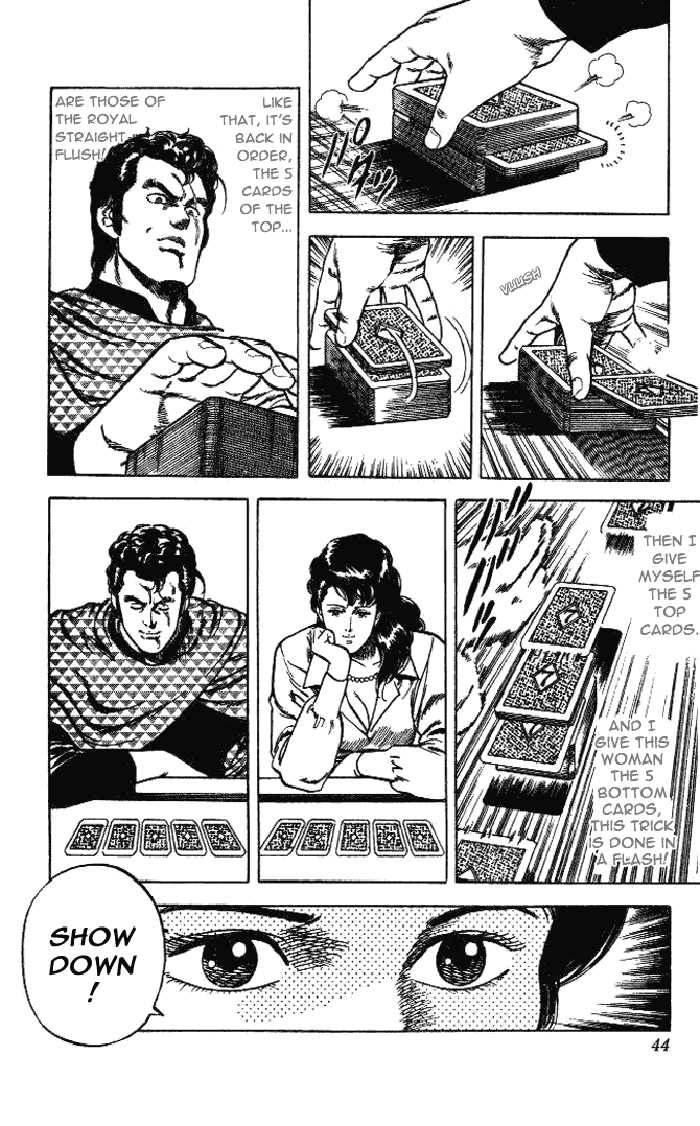 LIKE
THAT, IT'S
BACK IN
ORDER,
THE 5
CARDS
OF THE
TOP...
ARE THOSE OF
THE ROYAL
STRAIGHT
FLUSH!
VUUSH
THEN I
GIVE
MYSELF
THE 5
TOP
CARDS.
AND I
GIVE THIS
WOMAN
THE 5
BOTTOM
CARDS,
THIS TRICK
IS DONE IN
A FLASH!
SHOW
DOWN
!
44